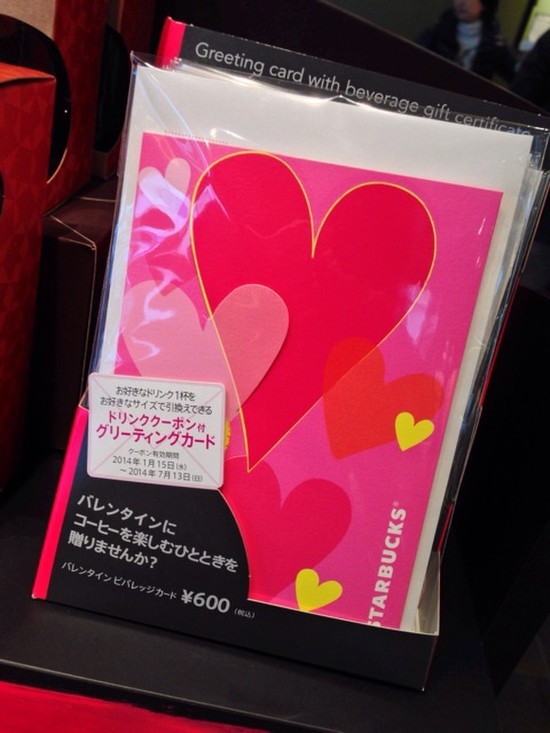 Greeting card with beverage gift certificate
お好きなドリンク1杯を
お好きなサイズで引換えできる
ドリンククーポン付
グリーティングカード
クーポン有効期間
2014年1月15日(水)
～2014年7月13日(日)
STARBUCKS®
バレンタインに
コーヒーを楽しむひとときを
贈りませんか?
バレンタイン ビバレッジカード ¥600 (税込)